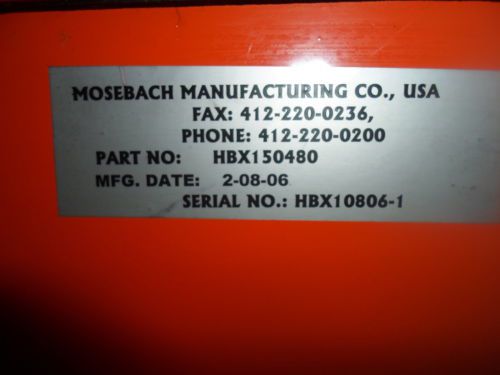 MOSEBACH MANUFACTURING CO., USA
FAX: 412-220-0236,
PHONE: 412-220-0200
PART NO: HBX150480
MFG. DATE: 2-08-06
SERIAL NO.: HBX10806-1